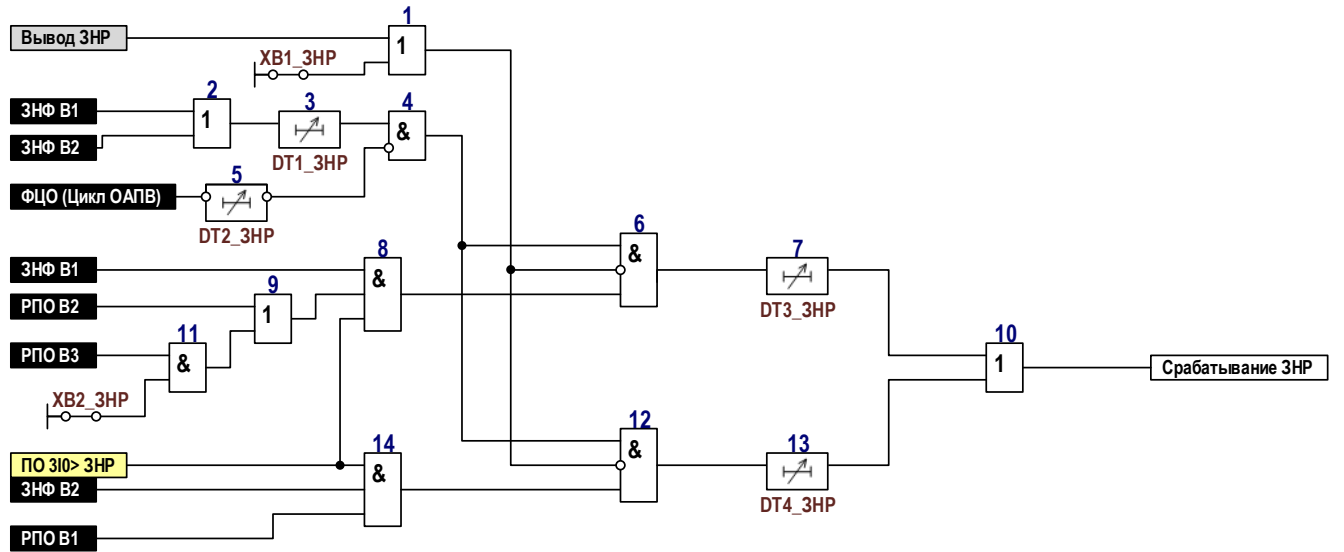 1
Вывод ЗНР
1
XB1_ЗНР
2
3
4
ЗНФ В1
1
&
ЗНФ В2
DT1_ЗНР
5
ФЦО (Цикл ОАПВ)
DT2_ЗНР
6
7
8
&
ЗНФ В1
&
9
РПО В2
1
DT3_ЗНР
11
10
РПО В3
&
1
Срабатывание ЗНР
XB2_ЗНР
12
13
14
&
ПО 3I0> ЗНР
&
ЗНФ В2
DT4_ЗНР
РПО В1